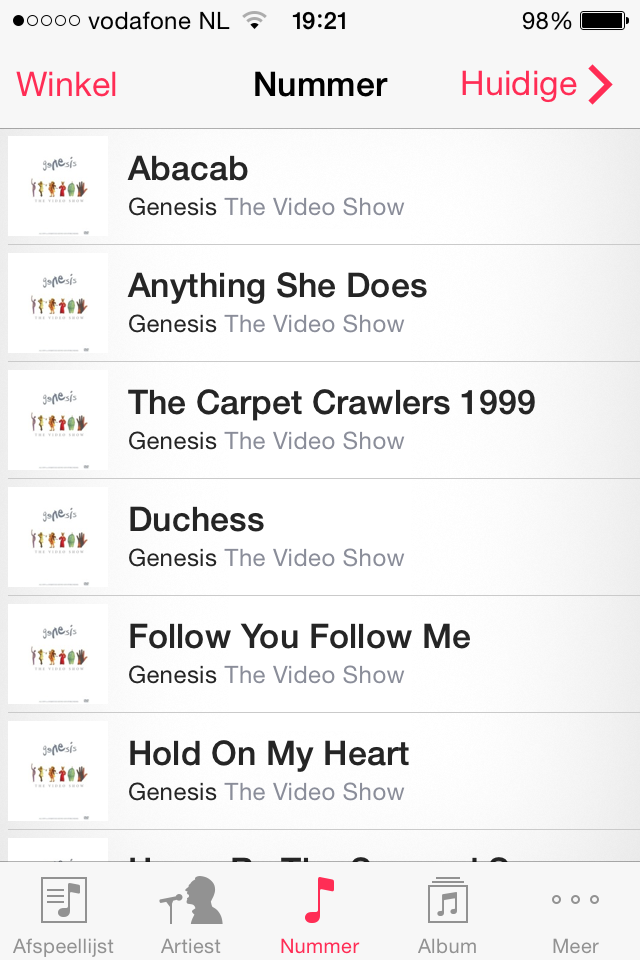 vodafone NL 19:21 98%
Winkel Nummer Huidige
genesis
THE VIDEO SHOW
Abacab
Genesis The Video Show
genesis
THE VIDEO SHOW
Anything She Does
Genesis The Video Show
genesis
THE VIDEO SHOW
The Carpet Crawlers 1999
Genesis The Video Show
genesis
THE VIDEO SHOW
Duchess
Genesis The Video Show
genesis
THE VIDEO SHOW
Follow You Follow Me
Genesis The Video Show
genesis
THE VIDEO SHOW
Hold On My Heart
Genesis The Video Show
Afspeellijst Artiest Nummer Album Meer